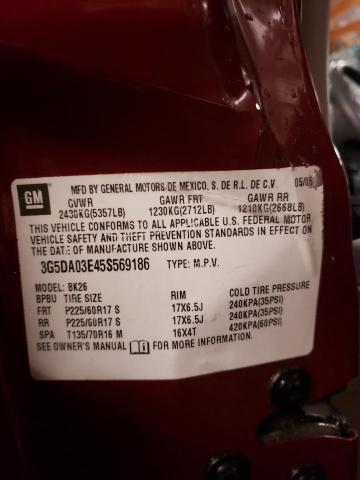 GM
MFD BY GENERAL MOTORS DE MEXICO, S. DE R.L. DE C.V. 05/05
GVWR GAWR FRT GAWR RR
2430KG(5357LB) 1230KG(2712LB) 1210KG(2668LB)
THIS VEHICLE CONFORMS TO ALL APPLICABLE U.S. FEDERAL MOTOR
VEHICLE SAFETY AND THEFT PREVENTION STANDARDS IN EFFECT ON
THE DATE OF MANUFACTURE SHOWN ABOVE.
3G5DA03E45S569186 TYPE: M.P.V.
MODEL: BK26
BPBU TIRE SIZE RIM COLD TIRE PRESSURE
FRT P225/60R17 S 17X6.5J 240KPA(35PSI)
RR P225/60R17 S 17X6.5J 240KPA(35PSI)
SPA T135/70R16 M 16X4T 420KPA(60PSI)
SEE OWNER'S MANUAL FOR MORE INFORMATION.